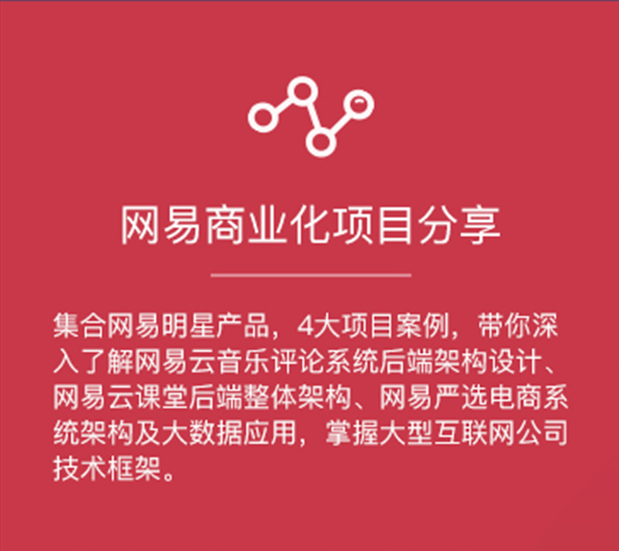 网易商业化项目分享
集合网易明星产品，4大项目案例，带你深
入了解网易云音乐评论系统后端架构设计、
网易云课堂后端整体架构、网易严选电商系
统架构及大数据应用，掌握大型互联网公司
技术框架。